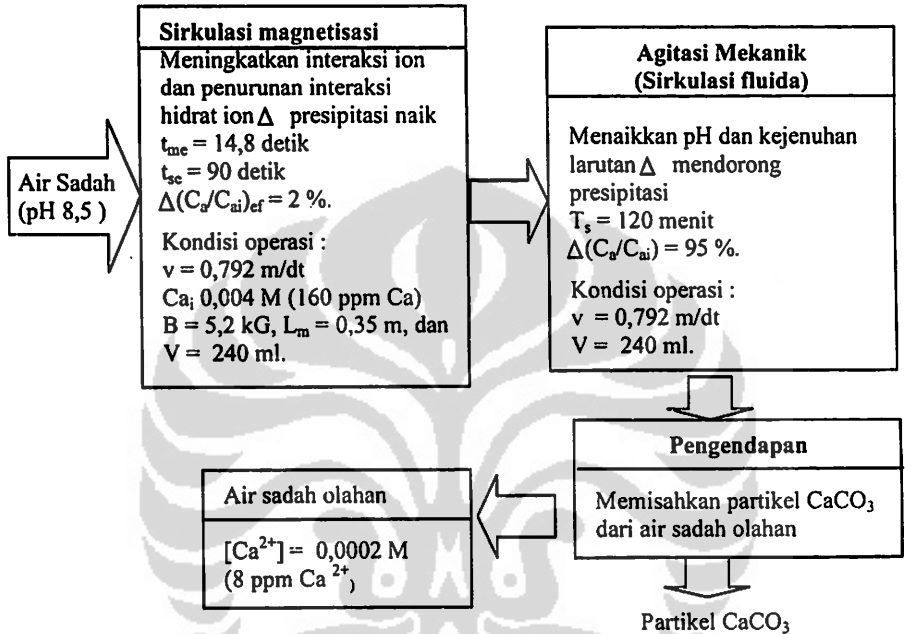 Air Sadah
(pH 8,5 )
Sirkulasi magnetisasi
Meningkatkan interaksi ion
dan penurunan interaksi
hidrat ion Δ presipitasi naik
tme = 14,8 detik
tsc = 90 detik
Δ(Ca/Cai)ef = 2 %.
Kondisi operasi :
v = 0,792 m/dt
Cai 0,004 M (160 ppm Ca)
B = 5,2 kG, Lm = 0,35 m, dan
V = 240 ml.
Agitasi Mekanik
(Sirkulasi fluida)
Menaikkan pH dan kejenuhan
larutan Δ mendorong
presipitasi
Ts = 120 menit
Δ(Ca/Cai) = 95 %.
Kondisi operasi :
v = 0,792 m/dt
V = 240 ml.
Pengendapan
Memisahkan partikel CaCO3
dari air sadah olahan
Air sadah olahan
[Ca2+] = 0,0002 M
(8 ppm Ca 2+)
Partikel CaCO3